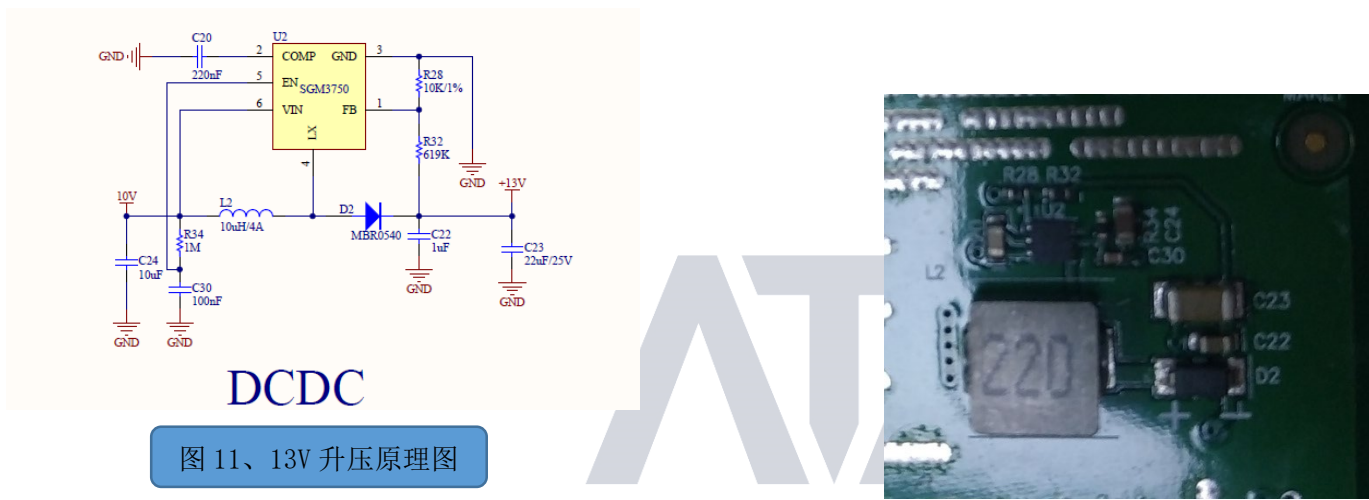 C20
U2
GND
2
COMP
GND
3
220nF
5
EN
SGM3750
R28
10K/1%
6
VIN
FB
1
LX
4
R32
619K
GND
+13V
10V
L2
10uH/4A
D2
MBR0540
R34
1M
C22
1uF
C23
22uF/25V
C24
10uF
C30
100nF
GND
GND
GND
GND
DCDC
图 11、13V 升压原理图
R28 R32
U2
R34
C24
C30
L2
220
C23
C22
D2
+